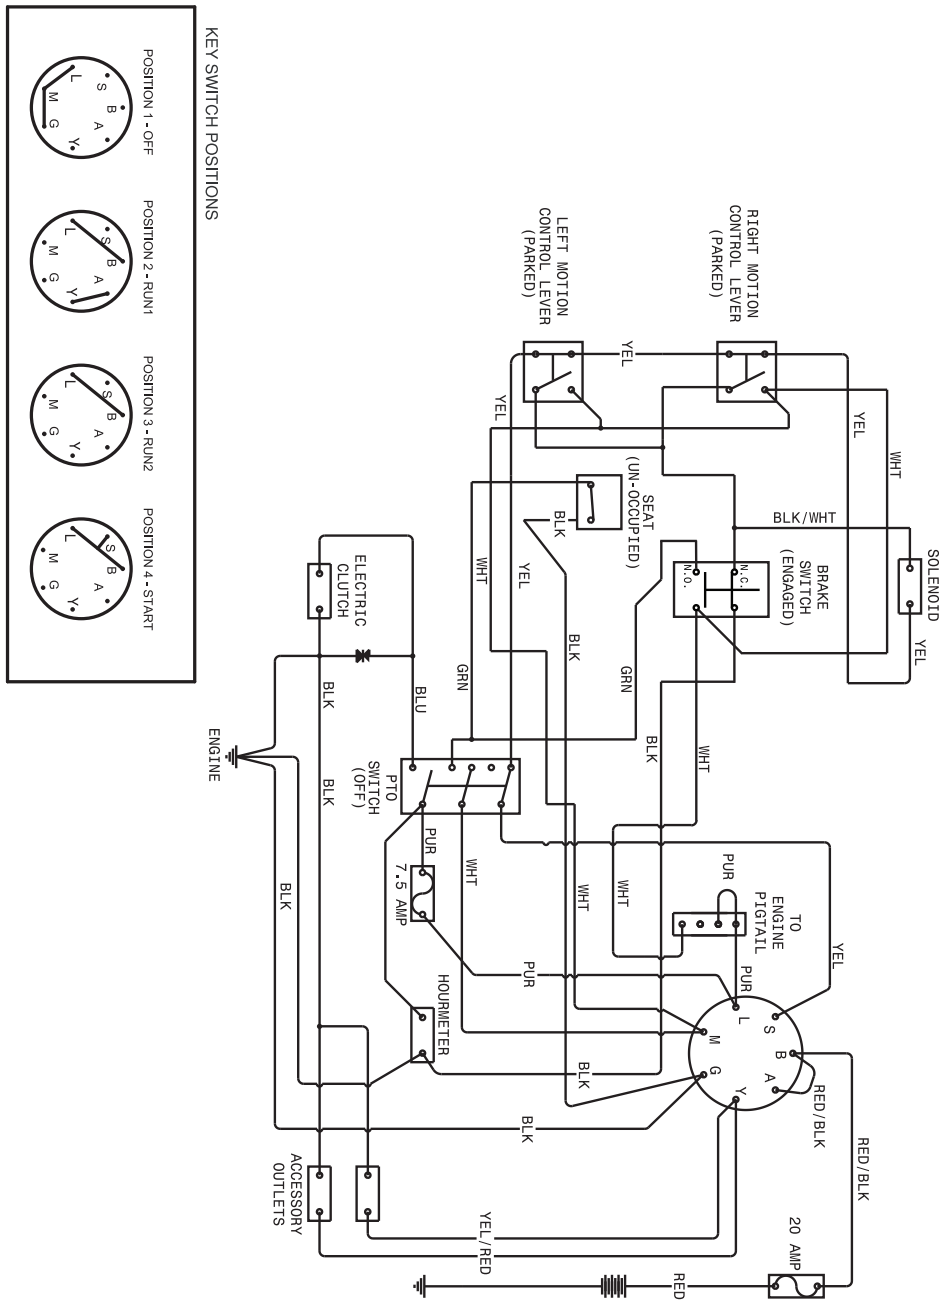 KEY SWITCH POSITIONS
POSITION 1 - OFF
L
S
B
A
Y
G
M
POSITION 2 - RUN1
L
S
B
A
Y
G
M
POSITION 3 - RUN2
L
S
B
A
Y
G
M
POSITION 4 - START
L
S
B
A
Y
G
M
RIGHT MOTION
CONTROL LEVER
(PARKED)
LEFT MOTION
CONTROL LEVER
(PARKED)
YEL
YEL
WHT
YEL
BLK/WHT
SOLENOID
YEL
SEAT
(UN-OCCUPIED)
BLK
BRAKE
SWITCH
(ENGAGED)
N.C.
N.O.
WHT
YEL
BLK
GRN
GRN
ELECTRIC
CLUTCH
BLK
BLU
BLK
WHT
ENGINE
PTO
SWITCH
(OFF)
BLK
PUR
7.5 AMP
WHT
WHT
WHT
PUR
TO
ENGINE
PIGTAIL
BLK
YEL
PUR
PUR
HOURMETER
S
L
B
M
A
G
Y
BLK
RED/BLK
RED/BLK
BLK
ACCESSORY
OUTLETS
YEL/RED
20 AMP
RED